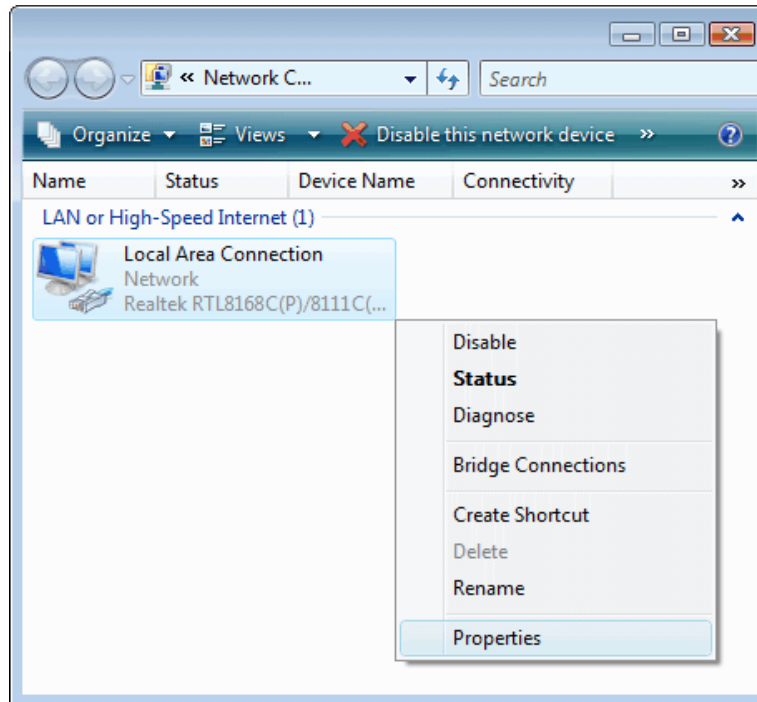 « Network C... Search
Organize Views Disable this network device »
Name Status Device Name Connectivity »
LAN or High-Speed Internet (1)
Local Area Connection
Network
Realtek RTL8168C(P)/8111C(...
Disable
Status
Diagnose
Bridge Connections
Create Shortcut
Delete
Rename
Properties